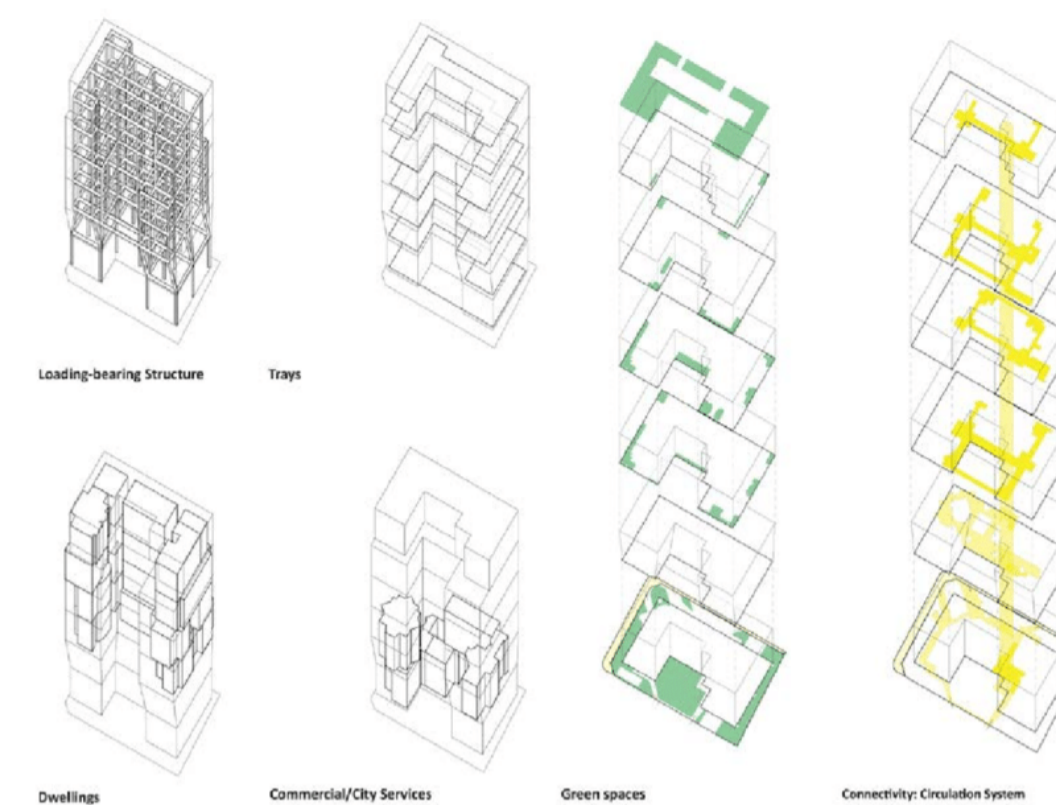 Loading-bearing Structure
Trays
Dwellings
Commercial/City Services
Green spaces
Connectivity: Circulation System